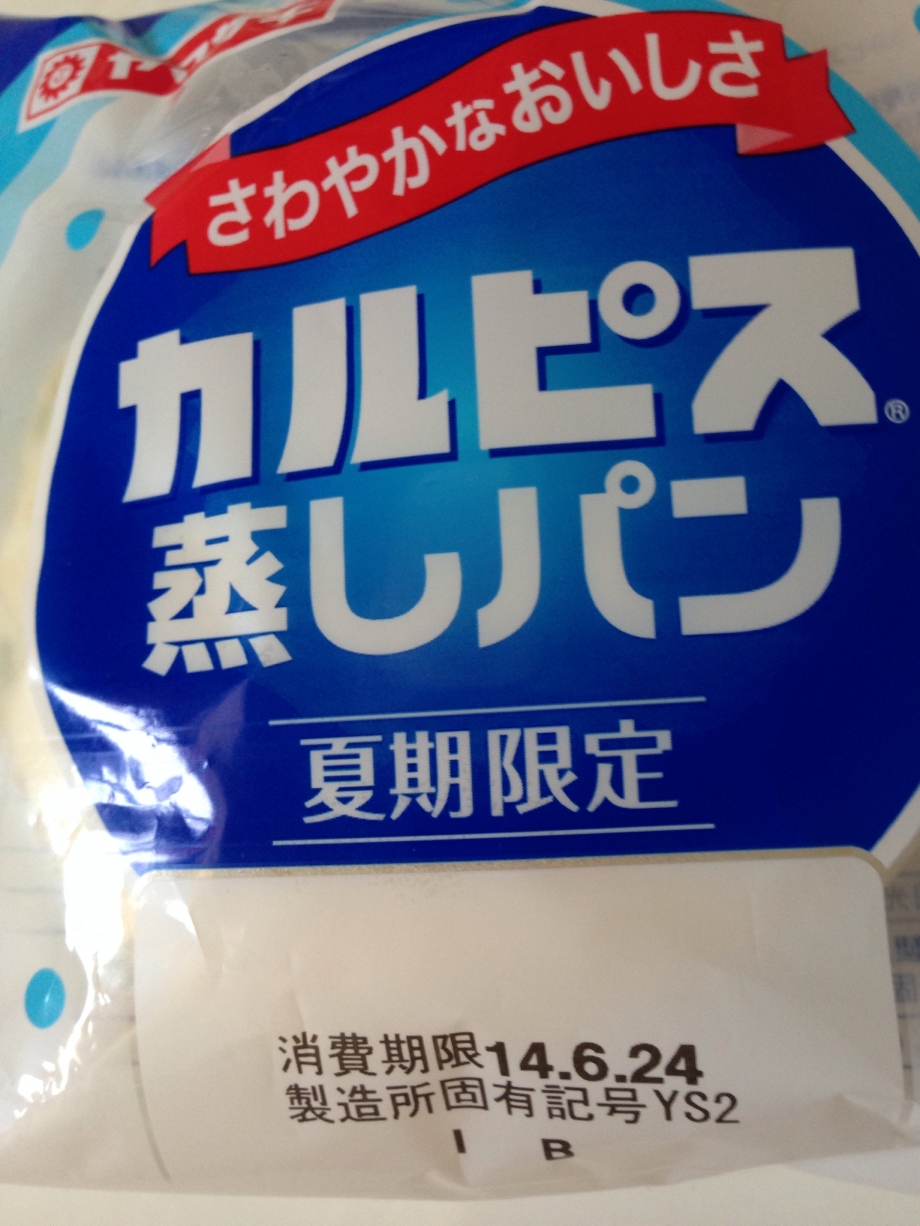 さわやかなおいしさ
カルピス®
蒸しパン
夏期限定
消費期限14.6.24
製造所固有記号YS2
I B